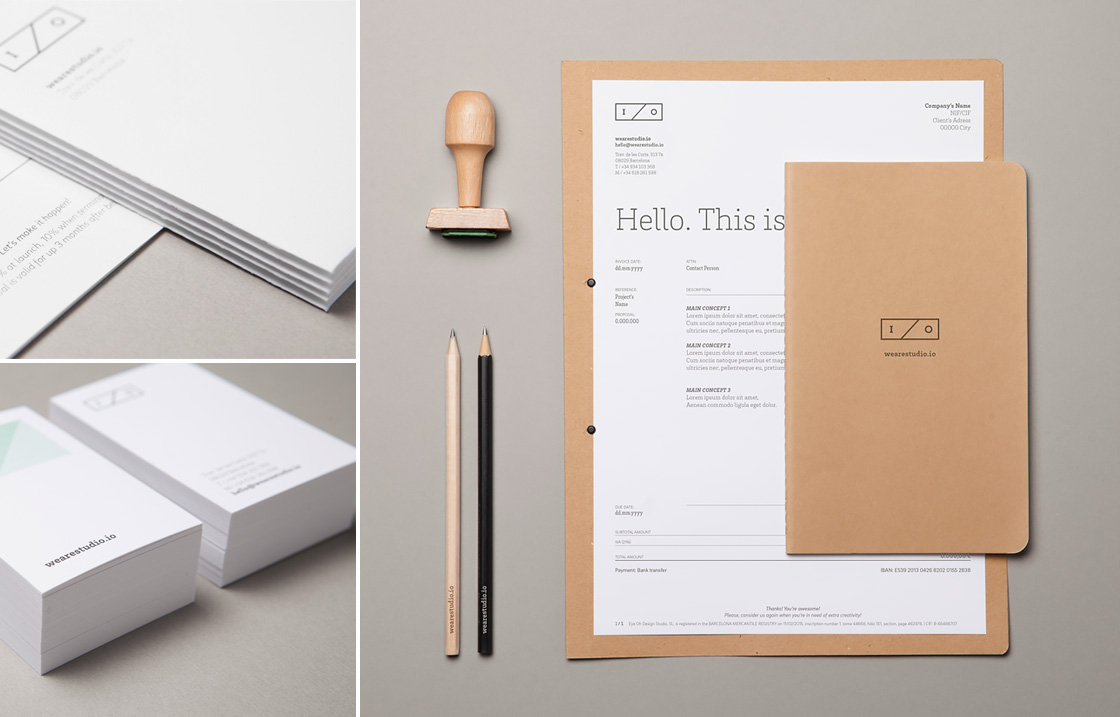 I / O
wearestudio.io
Let's make it happen!
% at launch, 10% when termin
al is valid for up 3 months after be
I / O
wearestudio.io
hello@wearestudio.io
wearestudio.io
wearestudio.io
I / O
wearestudio.io
hello@wearestudio.io
08029 Barcelona
Company's Name
NIF/CIF
Client's Adress
00000 City
Hello. This is
INVOICE DATE:
dd.mm.yyyy
ATTN:
Contact Person
REFERENCE
Project's
Name
PROPOSAL:
0.000.000
DESCRIPTION:
MAIN CONCEPT 1
Lorem ipsum dolor sit amet, consectet
Cum sociis natoque penatibus et mag
ultricies nec, pellentesque eu, pretium
MAIN CONCEPT 2
Lorem ipsum dolor sit amet, consectet
Cum sociis natoque penatibus et mag
ultricies nec, pellentesque eu, pretium
MAIN CONCEPT 3
Lorem ipsum dolor sit amet,
Aenean commodo ligula eget dolor.
DUE DATE:
dd.mm.yyyy
SUBTOTAL AMOUNT
TOTAL AMOUNT
Payment: Bank transfer
IBAN: ES39 2013 0426 8202 0155 2838
Thanks! You're awesome!
Please, consider us again when you're in need of extra creativity!
1 / 1
I / O
wearestudio.io